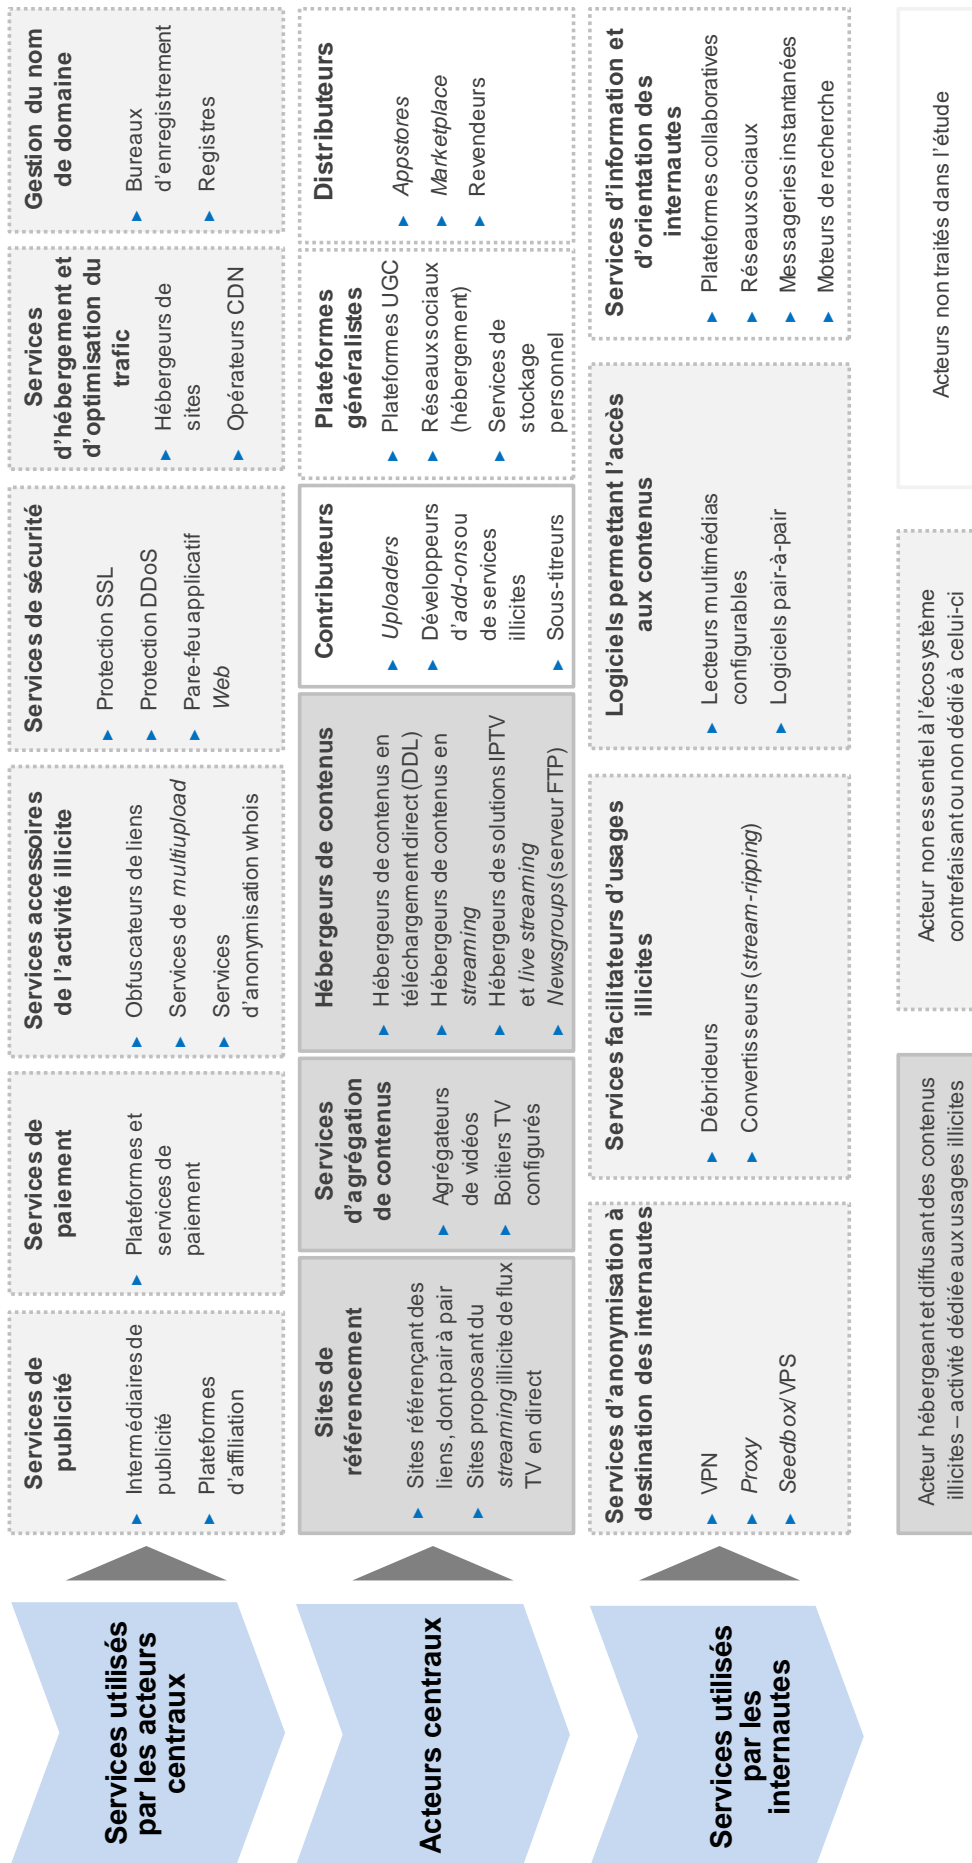 Services utilisés
par les acteurs
centraux
Services de
publicité
Intermédiaires de
publicité
Plateformes
d'affiliation
Services de
paiement
Plateformes et
services de
paiement
Services accessoires
de l'activité illicite
Obfuscateurs de liens
Services de multiupload
Services
d'anonymisation whois
Services de sécurité
Protection SSL
Protection DDoS
Pare-feu applicatif
Web
Services
d'hébergement et
d'optimisation du
trafic
Hébergeurs de
sites
Opérateurs CDN
Gestion du nom
de domaine
Bureaux
d'enregistrement
Registres
Acteurs centraux
Sites de
référencement
Sites référençant des
liens, dont pair à pair
Sites proposant du
streaming illicite de flux
TV en direct
Services
d'agrégation
de contenus
Agrégateurs
de vidéos
Boitiers TV
configurés
Hébergeurs de contenus
Hébergeurs de contenus en
téléchargement direct (DDL)
Hébergeurs de contenus en
streaming
Hébergeurs de solutions IPTV
et live streaming
Newsgroups (serveur FTP)
Contributeurs
Uploaders
Développeurs
d'add-ons ou
de services
illicites
Sous-titreurs
Plateformes
généralistes
Plateformes UGC
Réseaux sociaux
(hébergement)
Services de
stockage
personnel
Distributeurs
Appstores
Marketplace
Revendeurs
Services utilisés
par les
internautes
Services d'anonymisation à
destination des internautes
VPN
Proxy
Seedbox/VPS
Services facilitateurs d'usages
illicites
Débrideurs
Convertisseurs (stream-ripping)
Logiciels permettant l'accès
aux contenus
Lecteurs multimédias
configurables
Logiciels pair-à-pair
Services d'information et
d'orientation des
internautes
Plateformes collaboratives
Réseaux sociaux
Messageries instantanées
Moteurs de recherche
Acteur hébergeant et diffusant des contenus
illicites – activité dédiée aux usages illicites
Acteur non essentiel à l'écosystème
contrefaisant ou non dédié à celui-ci
Acteurs non traités dans l'étude